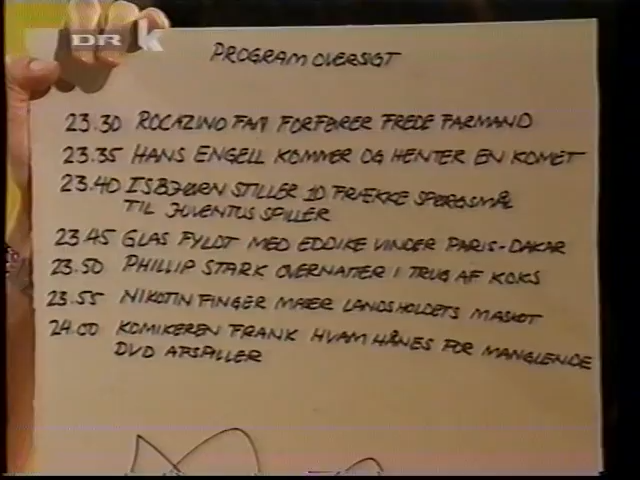 DR K
PROGRAM OVERSIGT
23.30 ROCAZINO FAN FORFØRER FREDE FARMAND
23.35 HANS ENGELL KOMMER OG HENTER EN KOMET
23.40 ISBJØRN STILLER 10 FRÆKKE SPØRGSMÅL
TIL JUVENTUS SPILLER
23.45 GLAS FYLDT MED EDDIKE VINDER PARIS-DAKAR
23.50 PHILLIP STARK OVERNATTER I TRUG AF KOKS
23.55 NIKOTINFINGER MALER LANDSHOLDETS MASKOT
24.00 KOMIKEREN FRANK HVAM HÅNES FOR MANGLENDE
DVD AFSPILLER